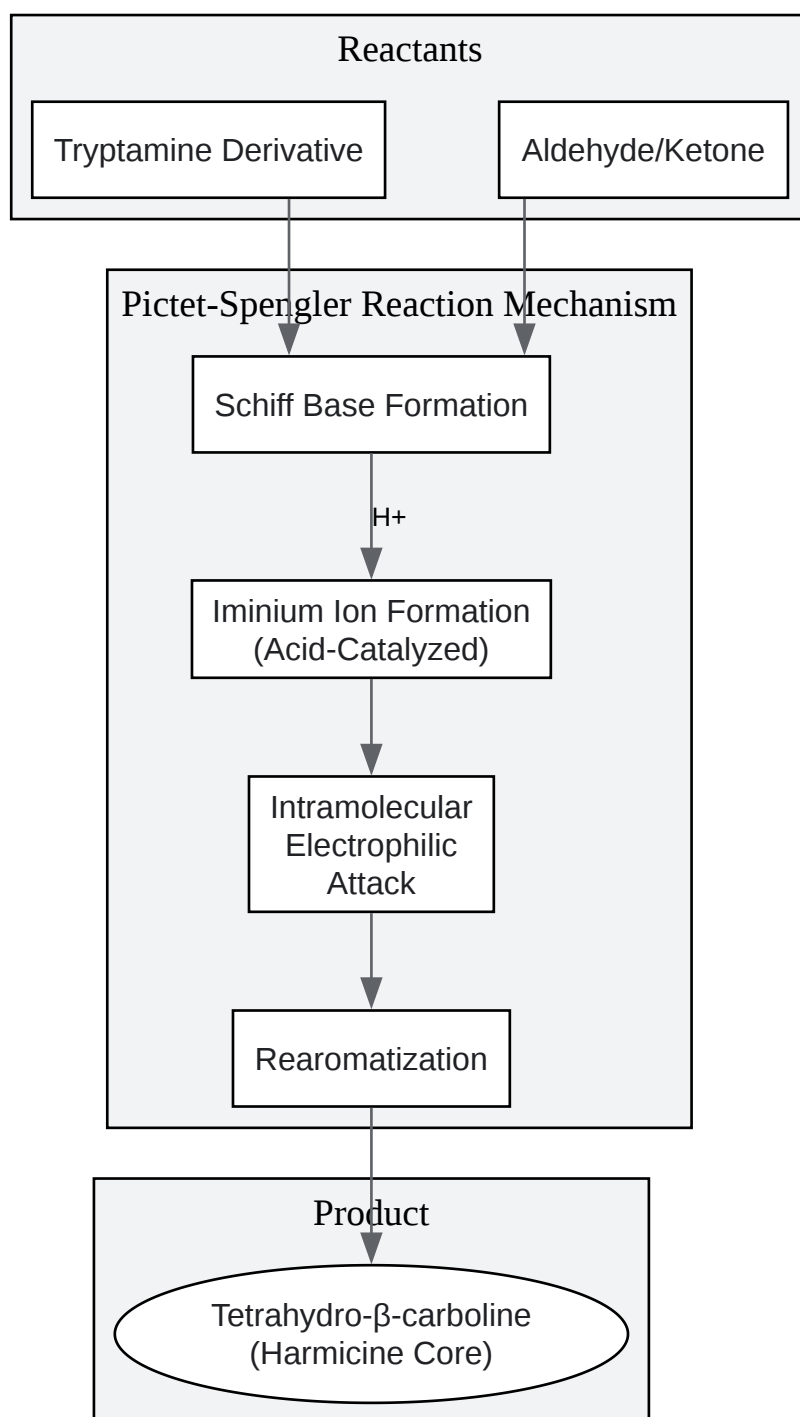 Reactants
Tryptamine Derivative
Aldehyde/Ketone
Pictet-Spengler Reaction Mechanism
Schiff Base Formation
H+
Iminium Ion Formation
(Acid-Catalyzed)
Intramolecular
Electrophilic
Attack
Rearomatization
Product
Tetrahydro-β-carboline
(Harmicine Core)